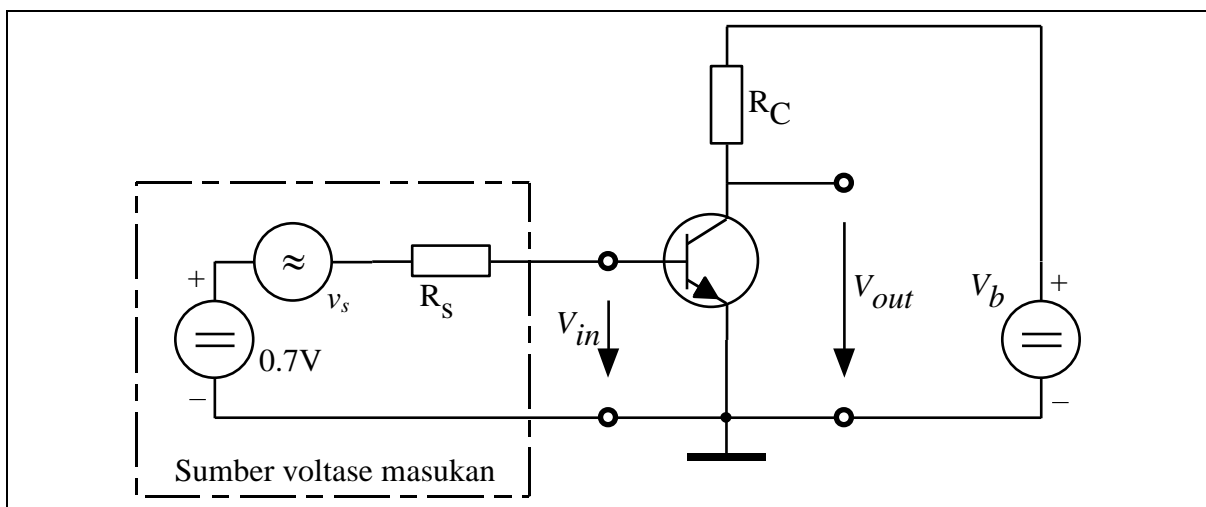 R_C
+
≈
v_s
R_s
V_in
V_out
V_b
+
0.7V
–
–
Sumber voltase masukan